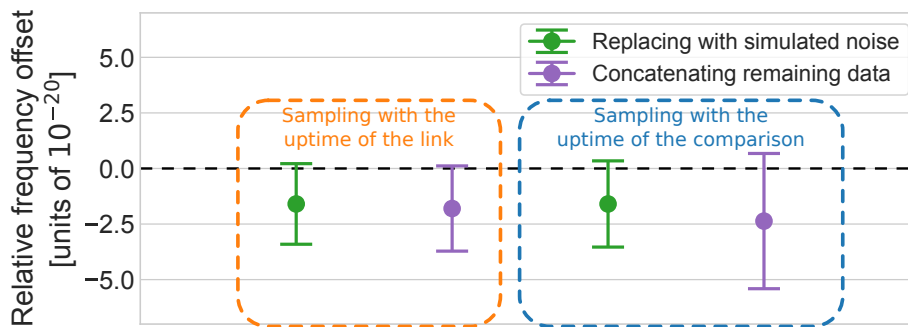 Relative frequency offset
[units of 10⁻²⁰]
5.0
2.5
0.0
−2.5
−5.0
Replacing with simulated noise
Concatenating remaining data
Sampling with the
uptime of the link
Sampling with the
uptime of the comparison